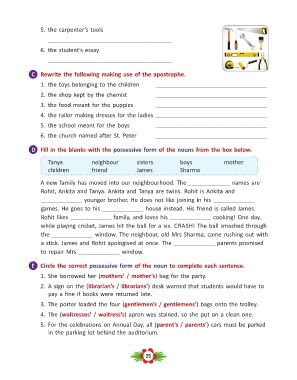 5. the carpenter's tools
6. the student's essay
C Rewrite the following making use of the apostrophe.
1. the toys belonging to the children
2. the shop kept by the chemist
3. the food meant for the puppies
4. the tailor making dresses for the ladies
5. the school meant for the boys
6. the church named after St. Peter
D Fill in the blanks with the possessive form of the nouns from the box below.
Tanya neighbour sisters boys mother
children friend James Sharma
A new family has moved into our neighbourhood. The ____________ names are
Rohit, Ankita and Tanya. Ankita and Tanya are twins. Rohit is Ankita and
____________ younger brother. He does not like joining in his ____________
games. He goes to his ____________ house instead. His friend is called James.
Rohit likes ____________ family, and loves his ____________ cooking! One day,
while playing cricket, James hit the ball for a six. CRASH! The ball smashed through
the ____________ window. The neighbour, old Mrs Sharma, came rushing out with
a stick. James and Rohit apologised at once. The ____________ parents promised
to repair Mrs ____________ window.
E Circle the correct possessive form of the noun to complete each sentence.
1. She borrowed her (mothers' / mother's) bag for the party.
2. A sign on the (librarian's / librarians') desk warned that students would have to
pay a fine if books were returned late.
3. The porter loaded the four (gentlemen's / gentlemens') bags onto the trolley.
4. The (waitresses' / waitress's) apron was stained, so she put on a clean one.
5. For the celebrations on Annual Day, all (parent's / parents') cars must be parked
in the parking lot behind the auditorium.